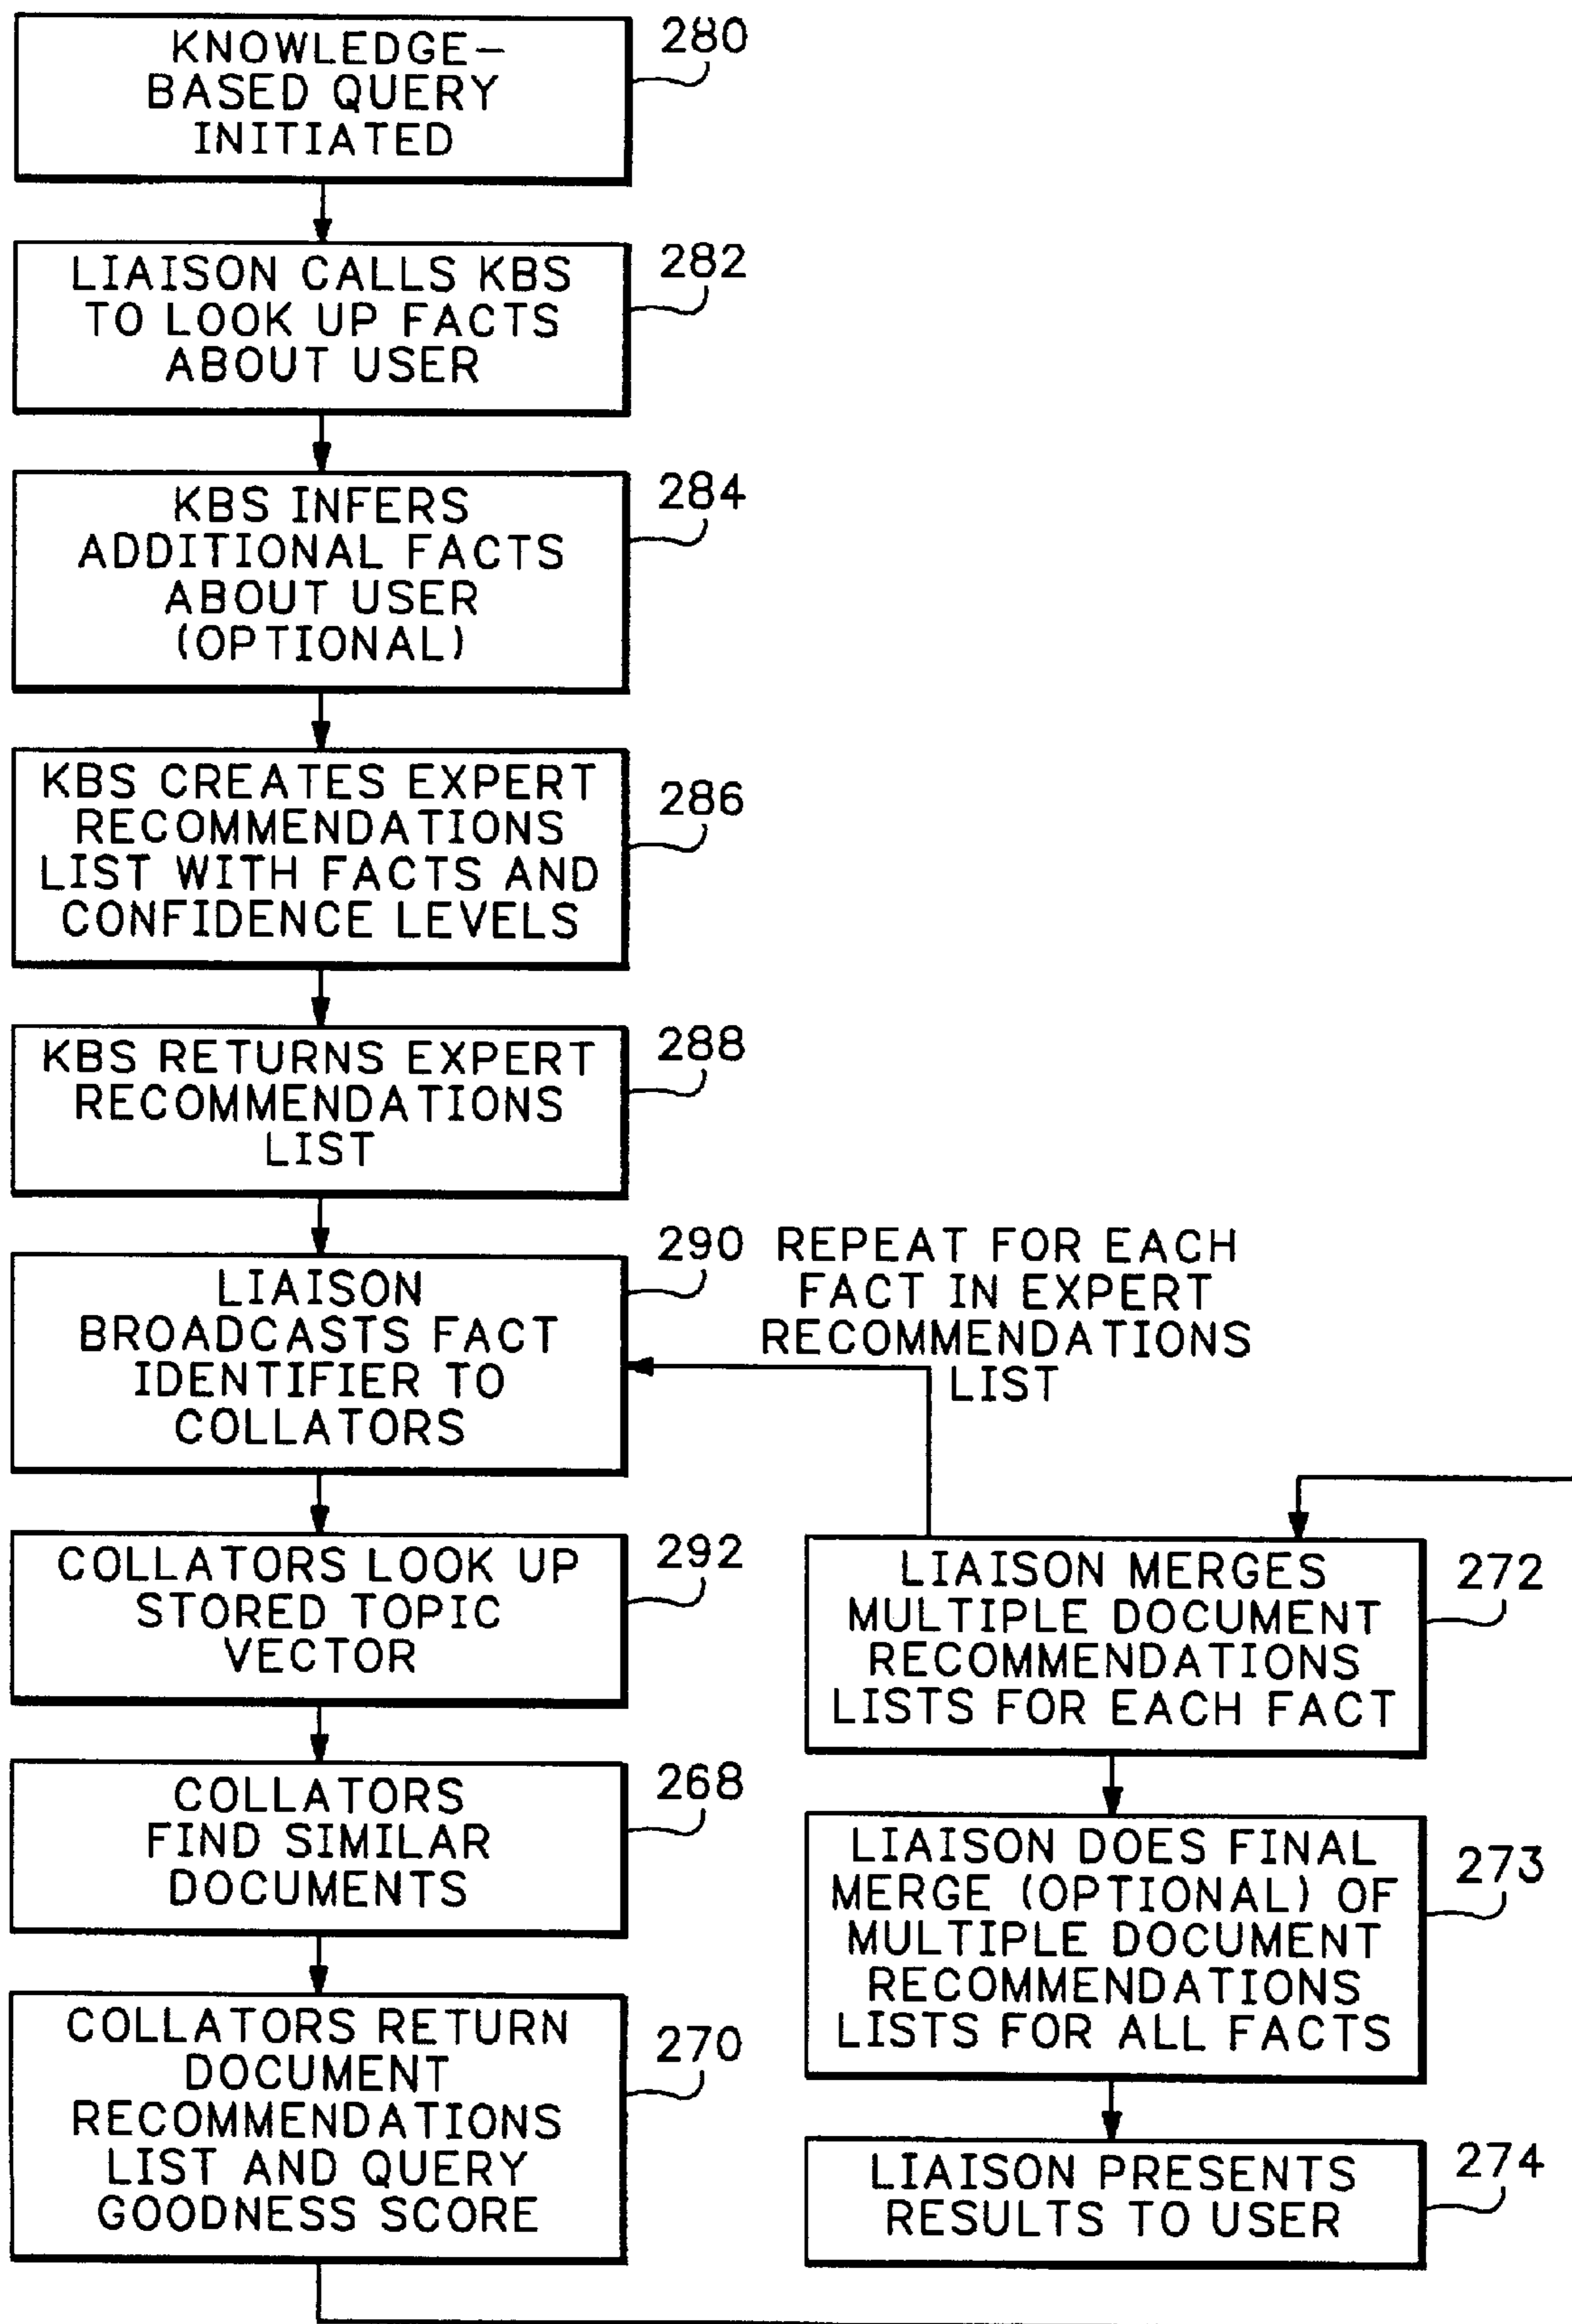 KNOWLEDGE-
BASED QUERY
INITIATED
280
LIAISON CALLS KBS
TO LOOK UP FACTS
ABOUT USER
282
KBS INFERS
ADDITIONAL FACTS
ABOUT USER
(OPTIONAL)
284
KBS CREATES EXPERT
RECOMMENDATIONS
LIST WITH FACTS AND
CONFIDENCE LEVELS
286
KBS RETURNS EXPERT
RECOMMENDATIONS
LIST
288
LIAISON
BROADCASTS FACT
IDENTIFIER TO
COLLATORS
290
REPEAT FOR EACH
FACT IN EXPERT
RECOMMENDATIONS
LIST
COLLATORS LOOK UP
STORED TOPIC
VECTOR
292
COLLATORS
FIND SIMILAR
DOCUMENTS
268
COLLATORS RETURN
DOCUMENT
RECOMMENDATIONS
LIST AND QUERY
GOODNESS SCORE
270
LIAISON MERGES
MULTIPLE DOCUMENT
RECOMMENDATIONS
LISTS FOR EACH FACT
272
LIAISON DOES FINAL
MERGE (OPTIONAL) OF
MULTIPLE DOCUMENT
RECOMMENDATIONS
LISTS FOR ALL FACTS
273
LIAISON PRESENTS
RESULTS TO USER
274